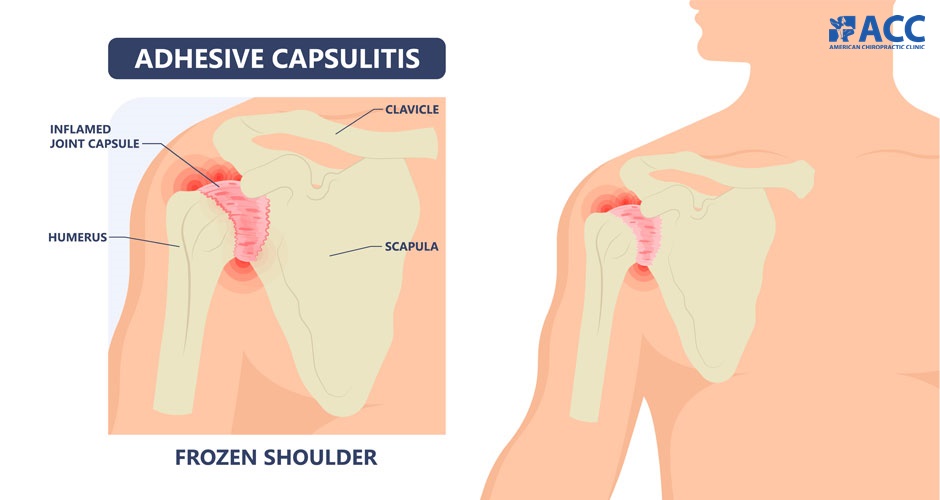 ACC
AMERICAN CHIROPRACTIC CLINIC
ADHESIVE CAPSULITIS
CLAVICLE
INFLAMED
JOINT CAPSULE
HUMERUS
SCAPULA
FROZEN SHOULDER